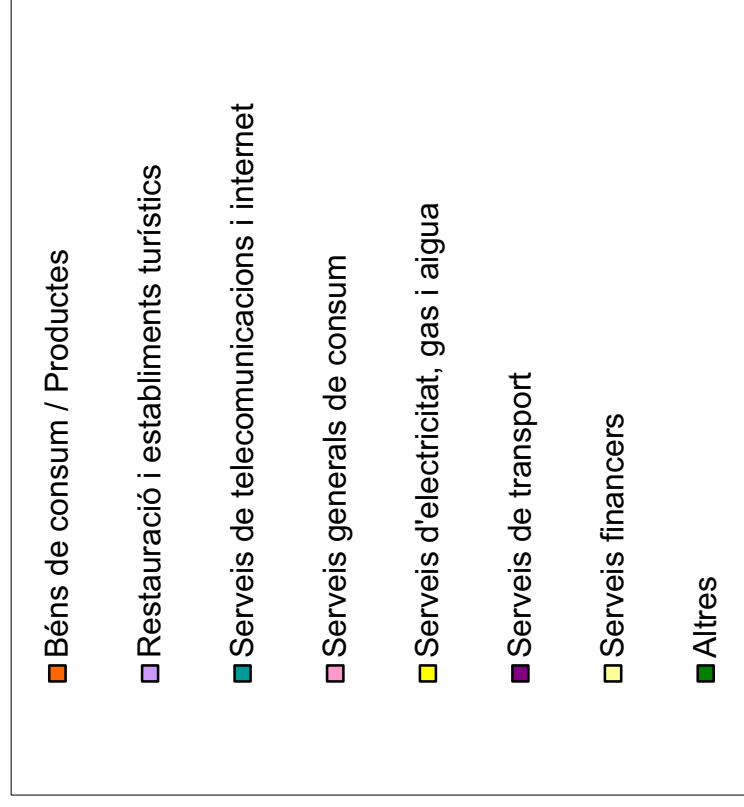 Béns de consum / Productes
Restauració i establiments turístics
Serveis de telecomunicacions i internet
Serveis generals de consum
Serveis d'electricitat, gas i aigua
Serveis de transport
Serveis financers
Altres